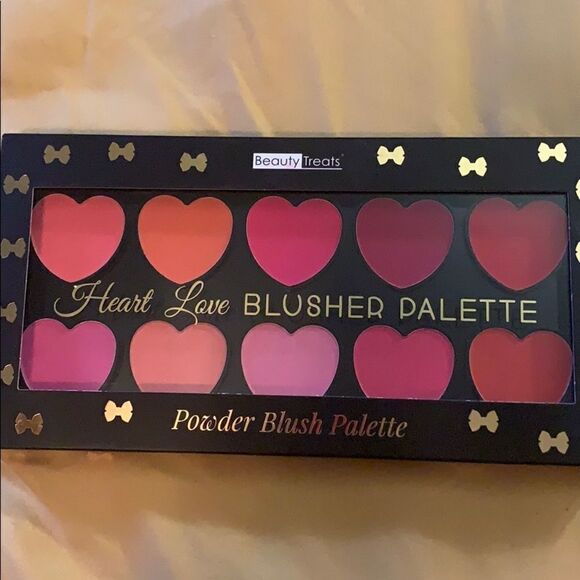 Beauty Treats
Heart Love BLUSHER PALETTE
Powder Blush Palette